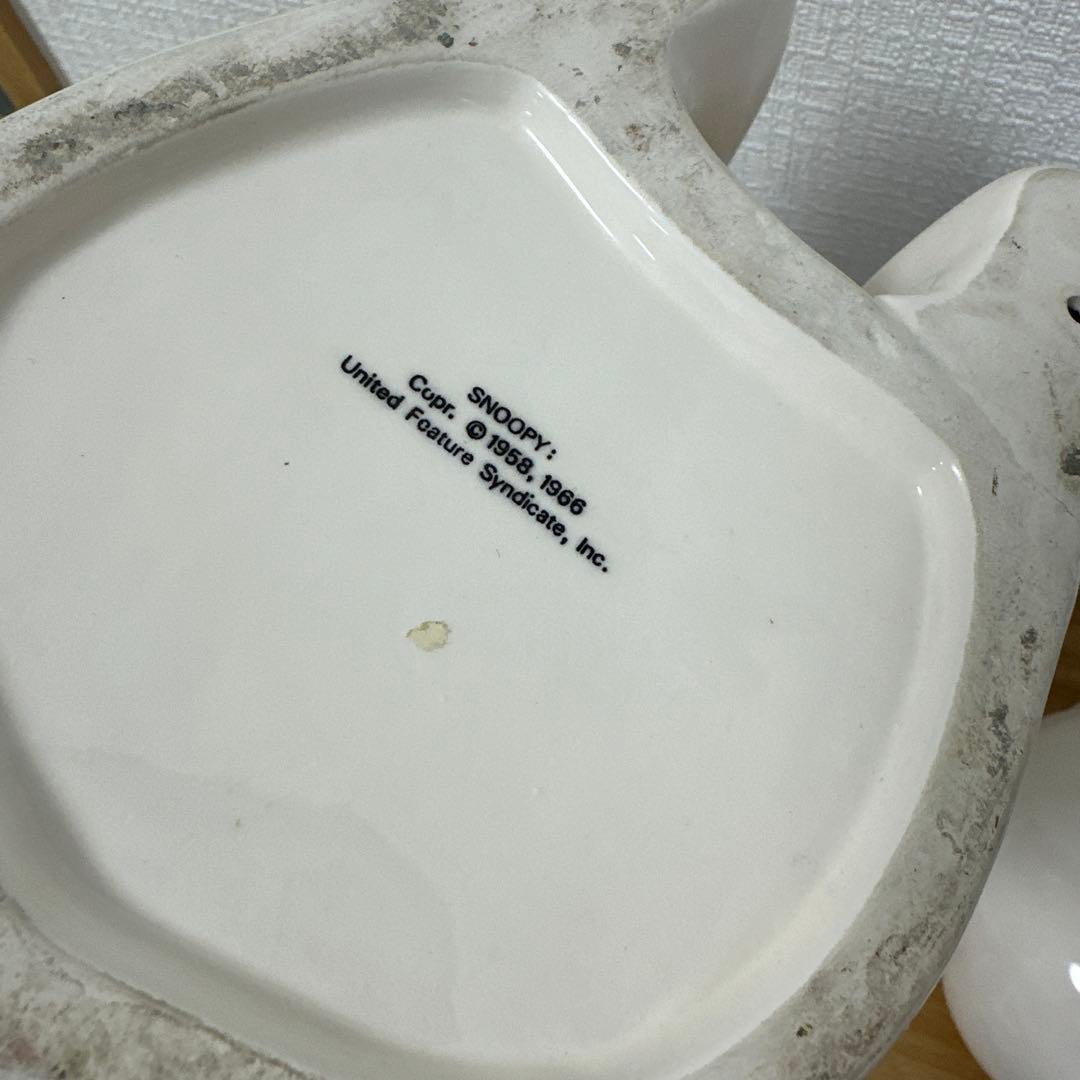 SNOOPY:
Copr. © 1958, 1966
United Feature Syndicate, Inc.